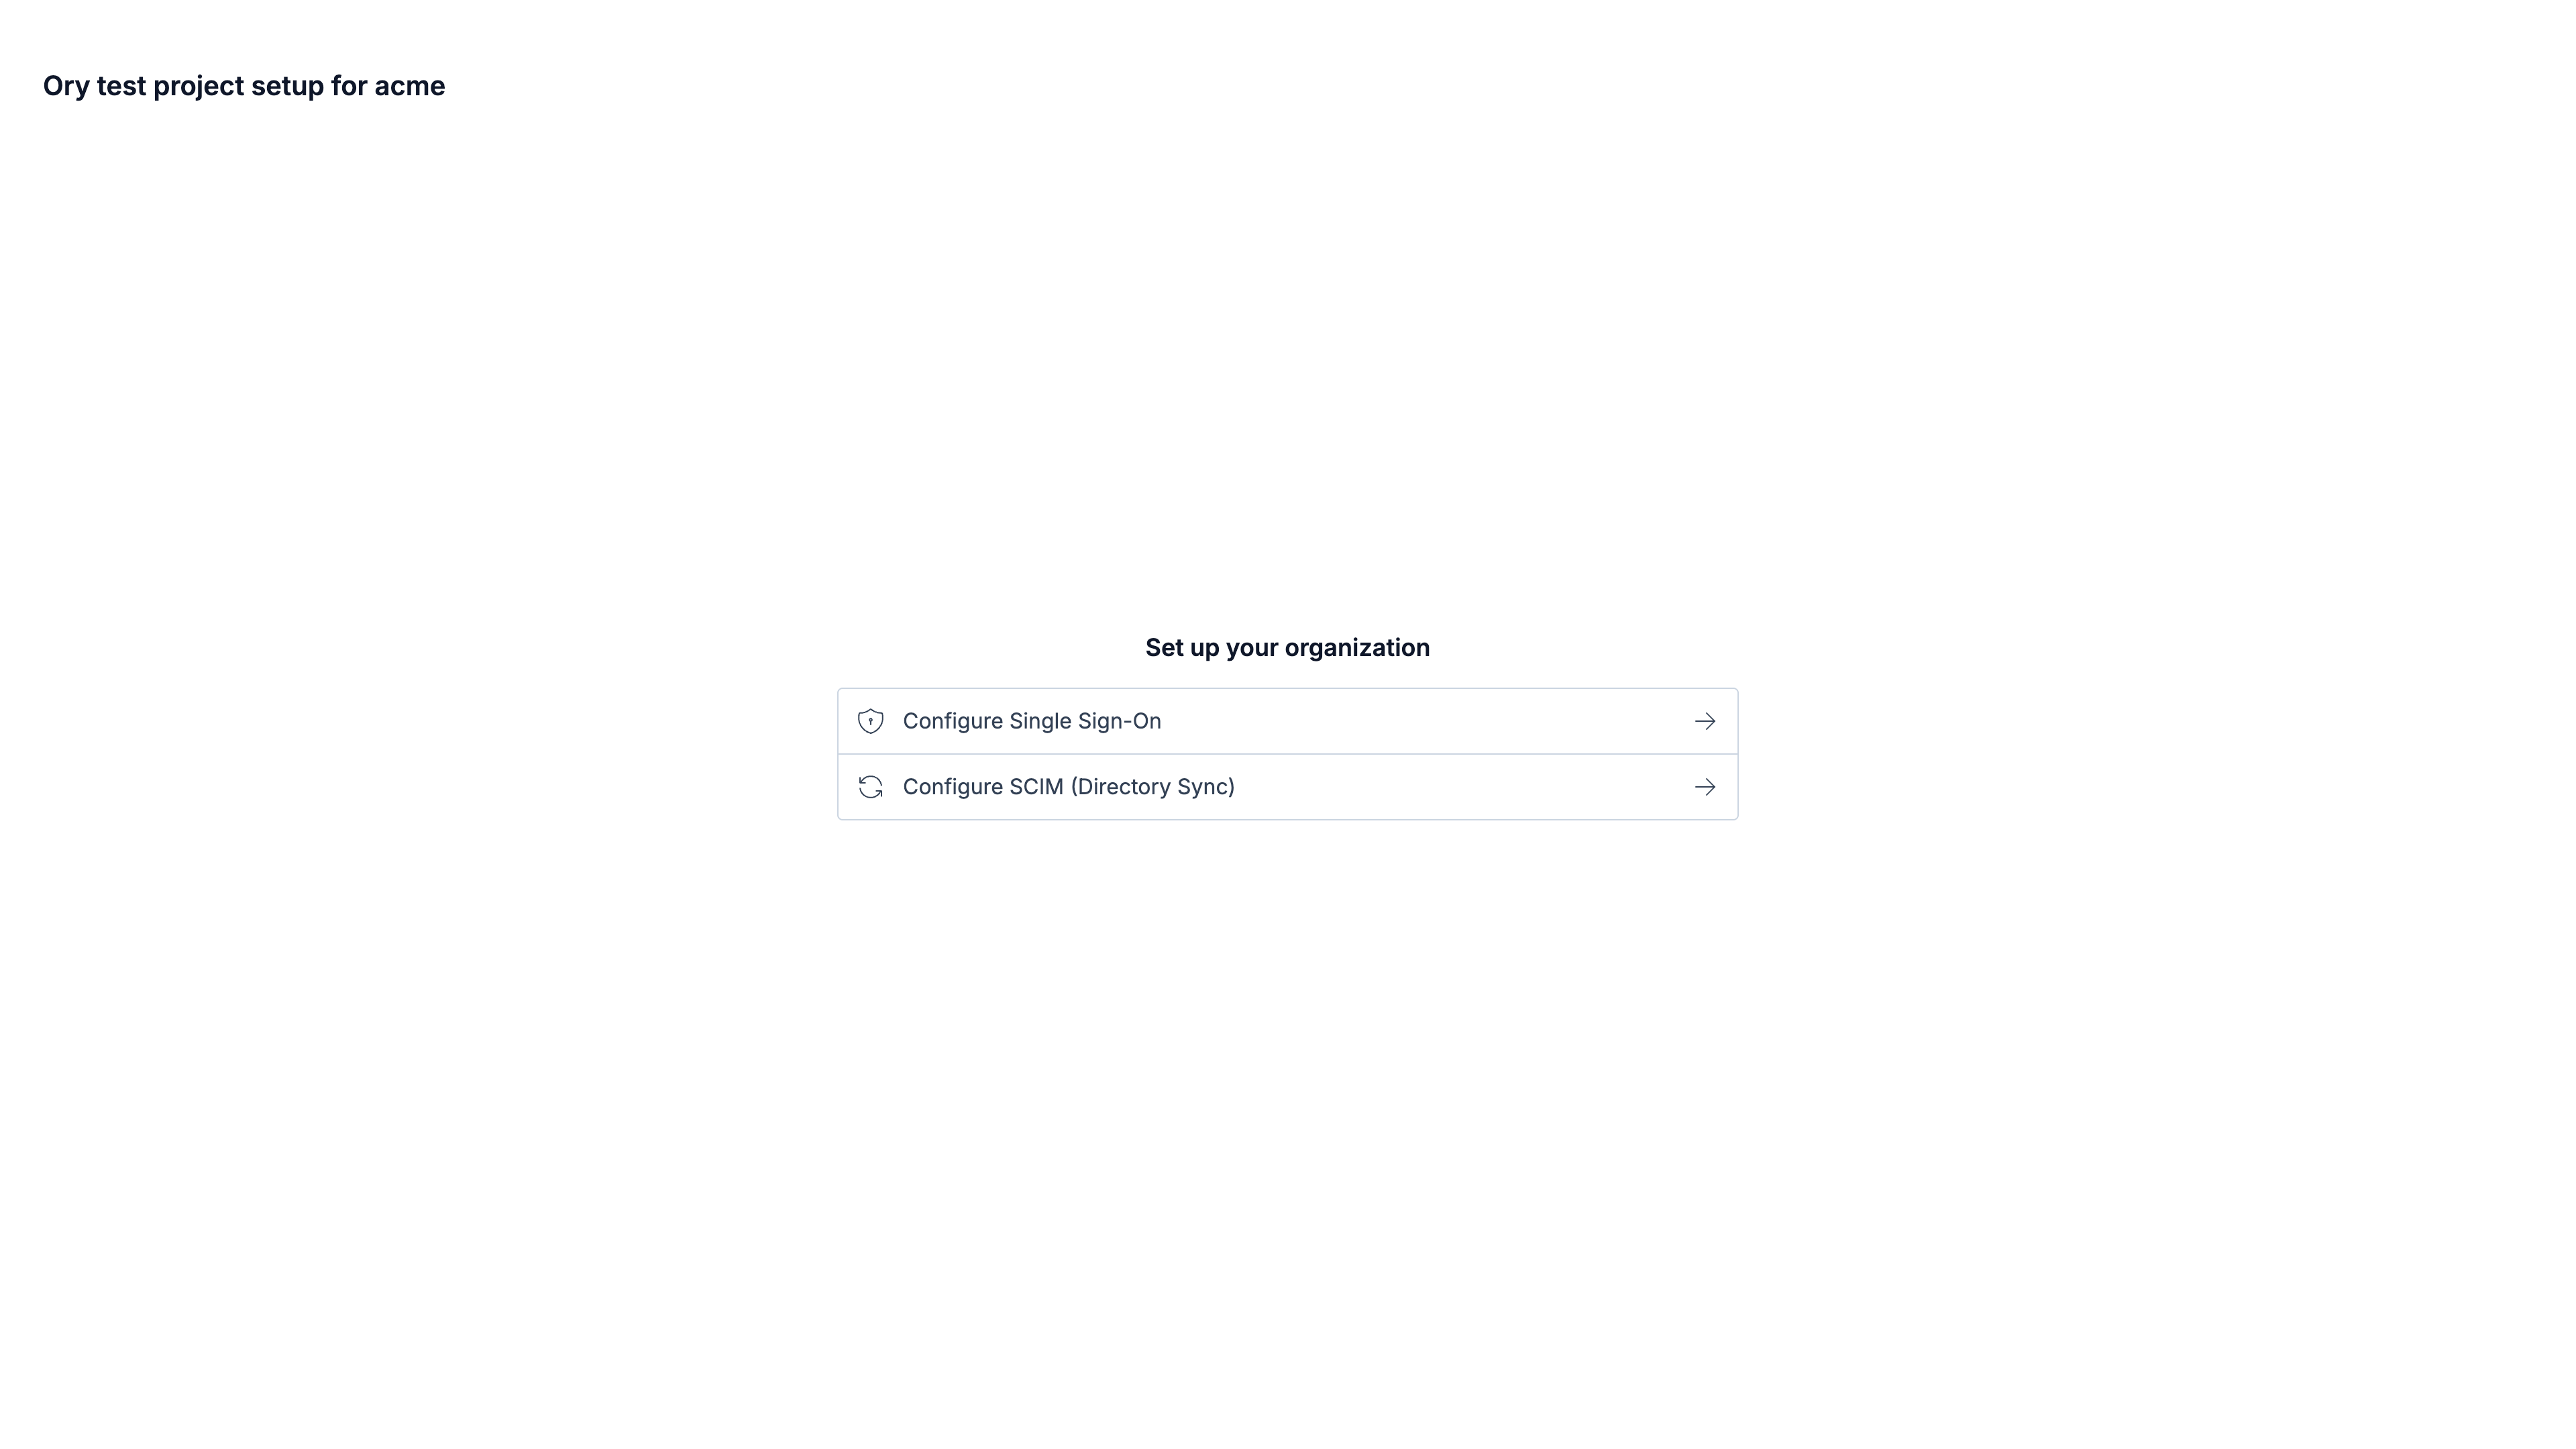 Ory test project setup for acme
Set up your organization
Configure Single Sign-On
Configure SCIM (Directory Sync)